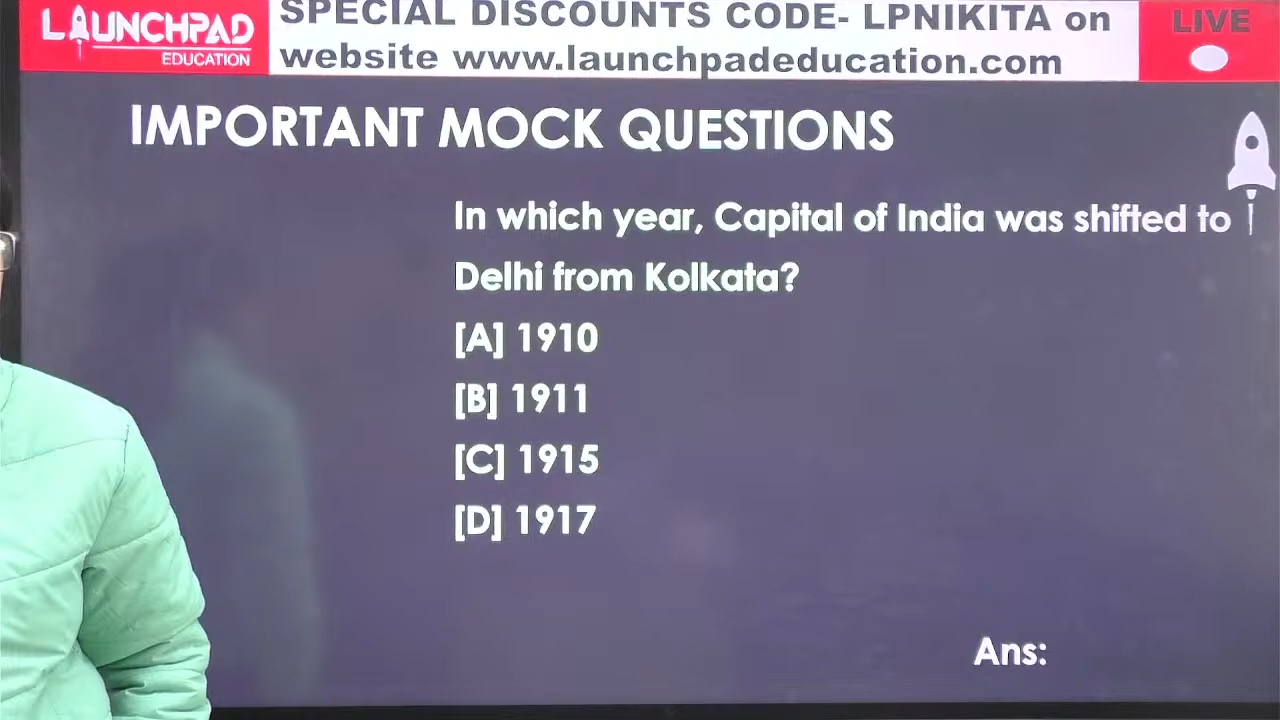 LAUNCHPAD
EDUCATION
SPECIAL DISCOUNTS CODE- LPNIKITA on
website www.launchpadeducation.com
LIVE
IMPORTANT MOCK QUESTIONS
In which year, Capital of India was shifted to
Delhi from Kolkata?
[A] 1910
[B] 1911
[C] 1915
[D] 1917
Ans: